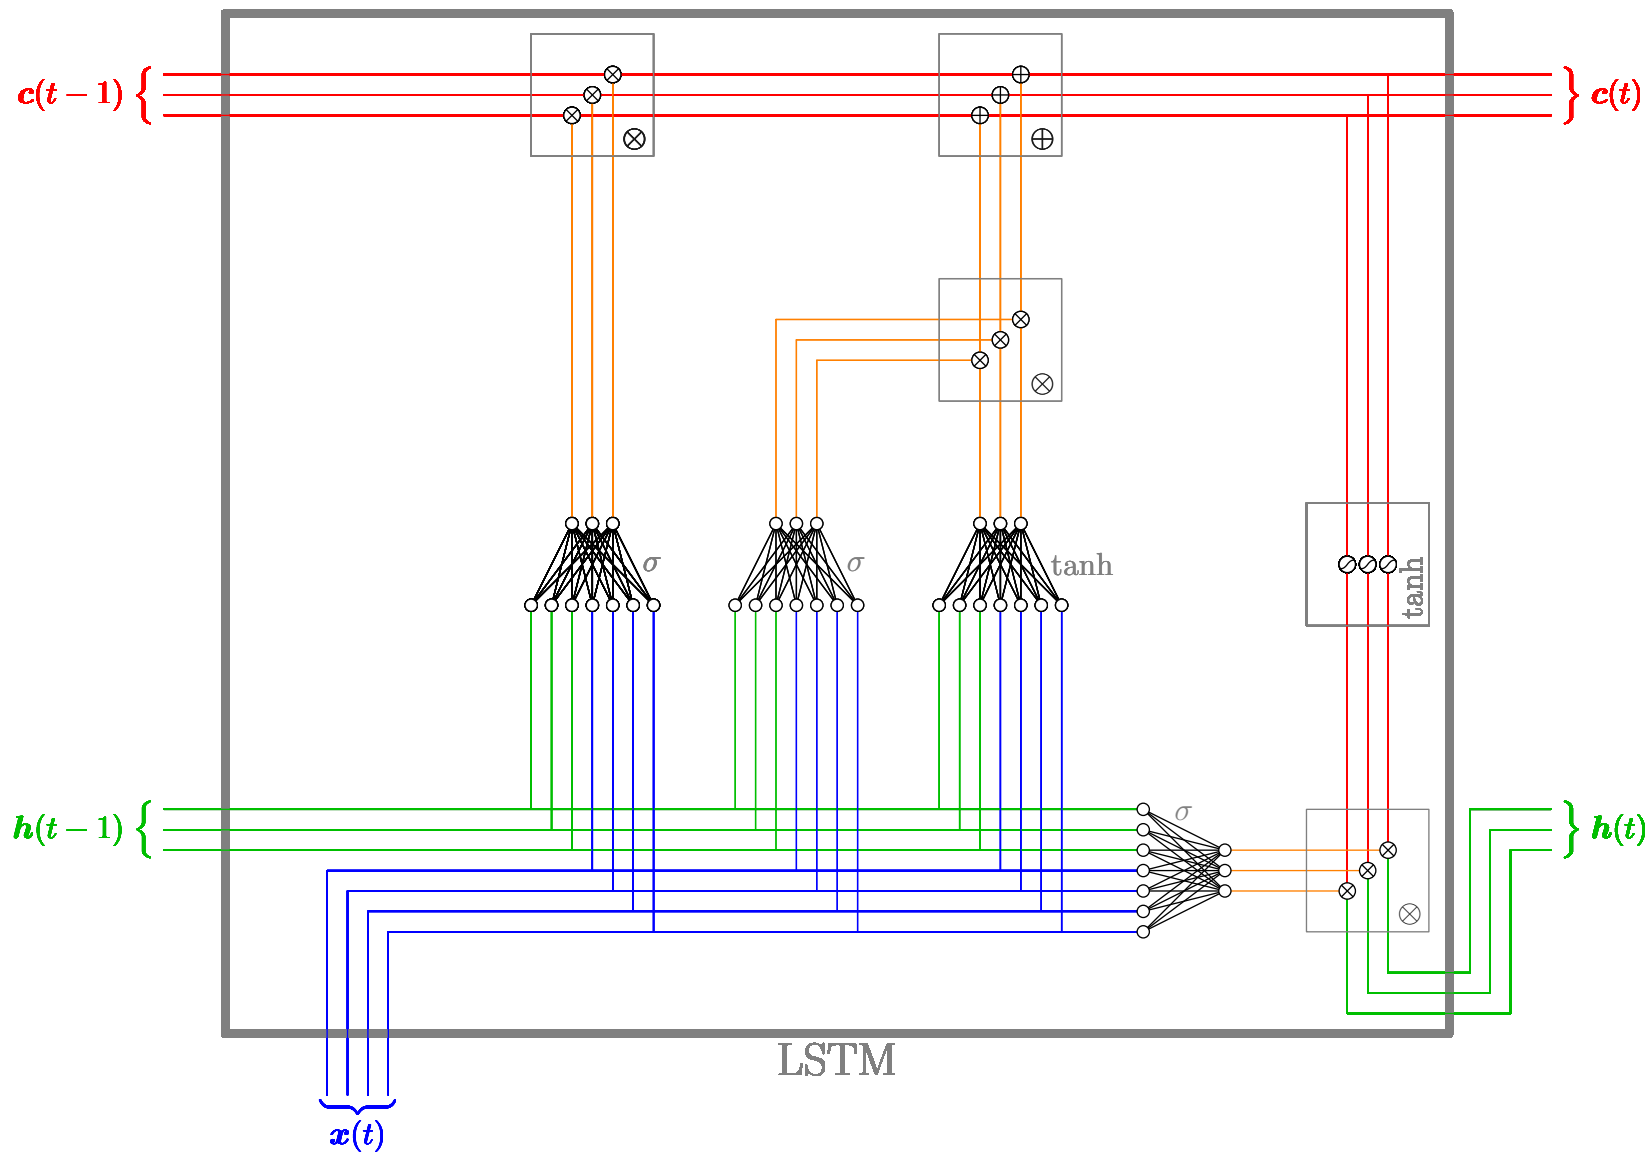 c(t − 1)
c(t)
⊗
⊕
⊗
σ
σ
tanh
tanh
h(t − 1)
σ
h(t)
⊗
LSTM
x(t)